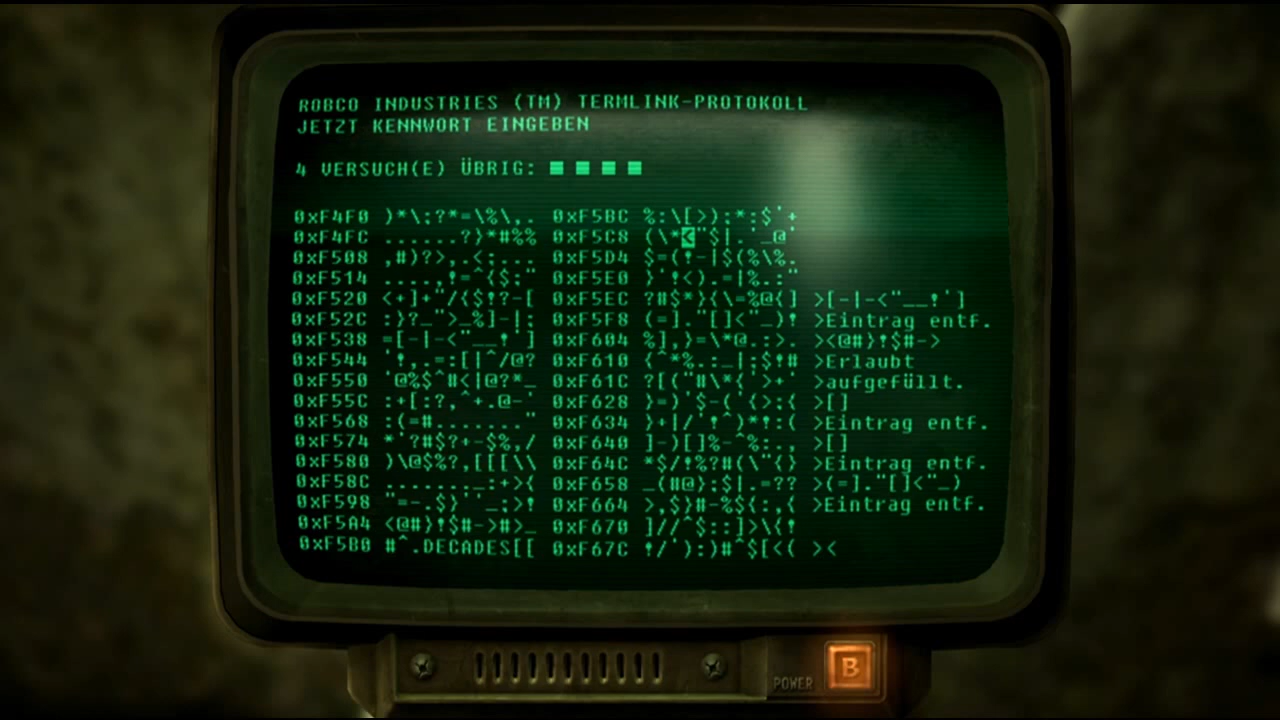 ROBCO INDUSTRIES (TM) TERMLINK-PROTOKOLL
JETZT KENNWORT EINGEBEN
4 VERSUCH(E) ÜBRIG:
0xF4F0 )*\:?*=\%\,. 0xF5BC %:\[>):*:$'+
0xF4FC ......?}*#%% 0xF5C8 (\*<"$|.'_@'
0xF508 ,#)?>,.<:... 0xF5D4 $=(!-|$(%\%.
0xF514 .....!=^{$:" 0xF5E0 }'!<).=|%.:"
0xF520 <+]+"/{$!?-[ 0xF5EC ?#$*}{\=%@{] >[-|-<"__!']
0xF52C :}?_">_%]-|: 0xF5F8 (=]."[]<"_)! >Eintrag entf.
0xF538 =[-|-<"__!'] 0xF604 %],}=\*@.:>. ><@#}!$#->
0xF544 '!,.=:[|^/@? 0xF610 {^*%.:_|;$!# >Erlaubt
0xF550 '@%$^#<|@?*_ 0xF61C ?[("#\*{'>+' >aufgefüllt.
0xF55C :+[:?,^+.@-' 0xF628 }=)'$-('{>:{ >[]
0xF568 :(=#......." 0xF634 }+|/'!^)*!:( >Eintrag entf.
0xF574 *'?#$?+-$%,/ 0xF640 ]-)[]%-^%:., >[]
0xF580 )\@$%?,[[[\\ 0xF64C *$/!%?#(\"{} >Eintrag entf.
0xF58C ......._:+>{ 0xF658 _(#@}:$|.=?? >(=]."[]<"_)
0xF598 "=-.$}''_:>! 0xF664 >,$}#-%${:,{ >Eintrag entf.
0xF5A4 <@#}!$#->#>_ 0xF670 ]//^$::]>\{!
0xF5B0 #^.DECADES[[ 0xF67C !/'):)#^$[<( ><
POWER B